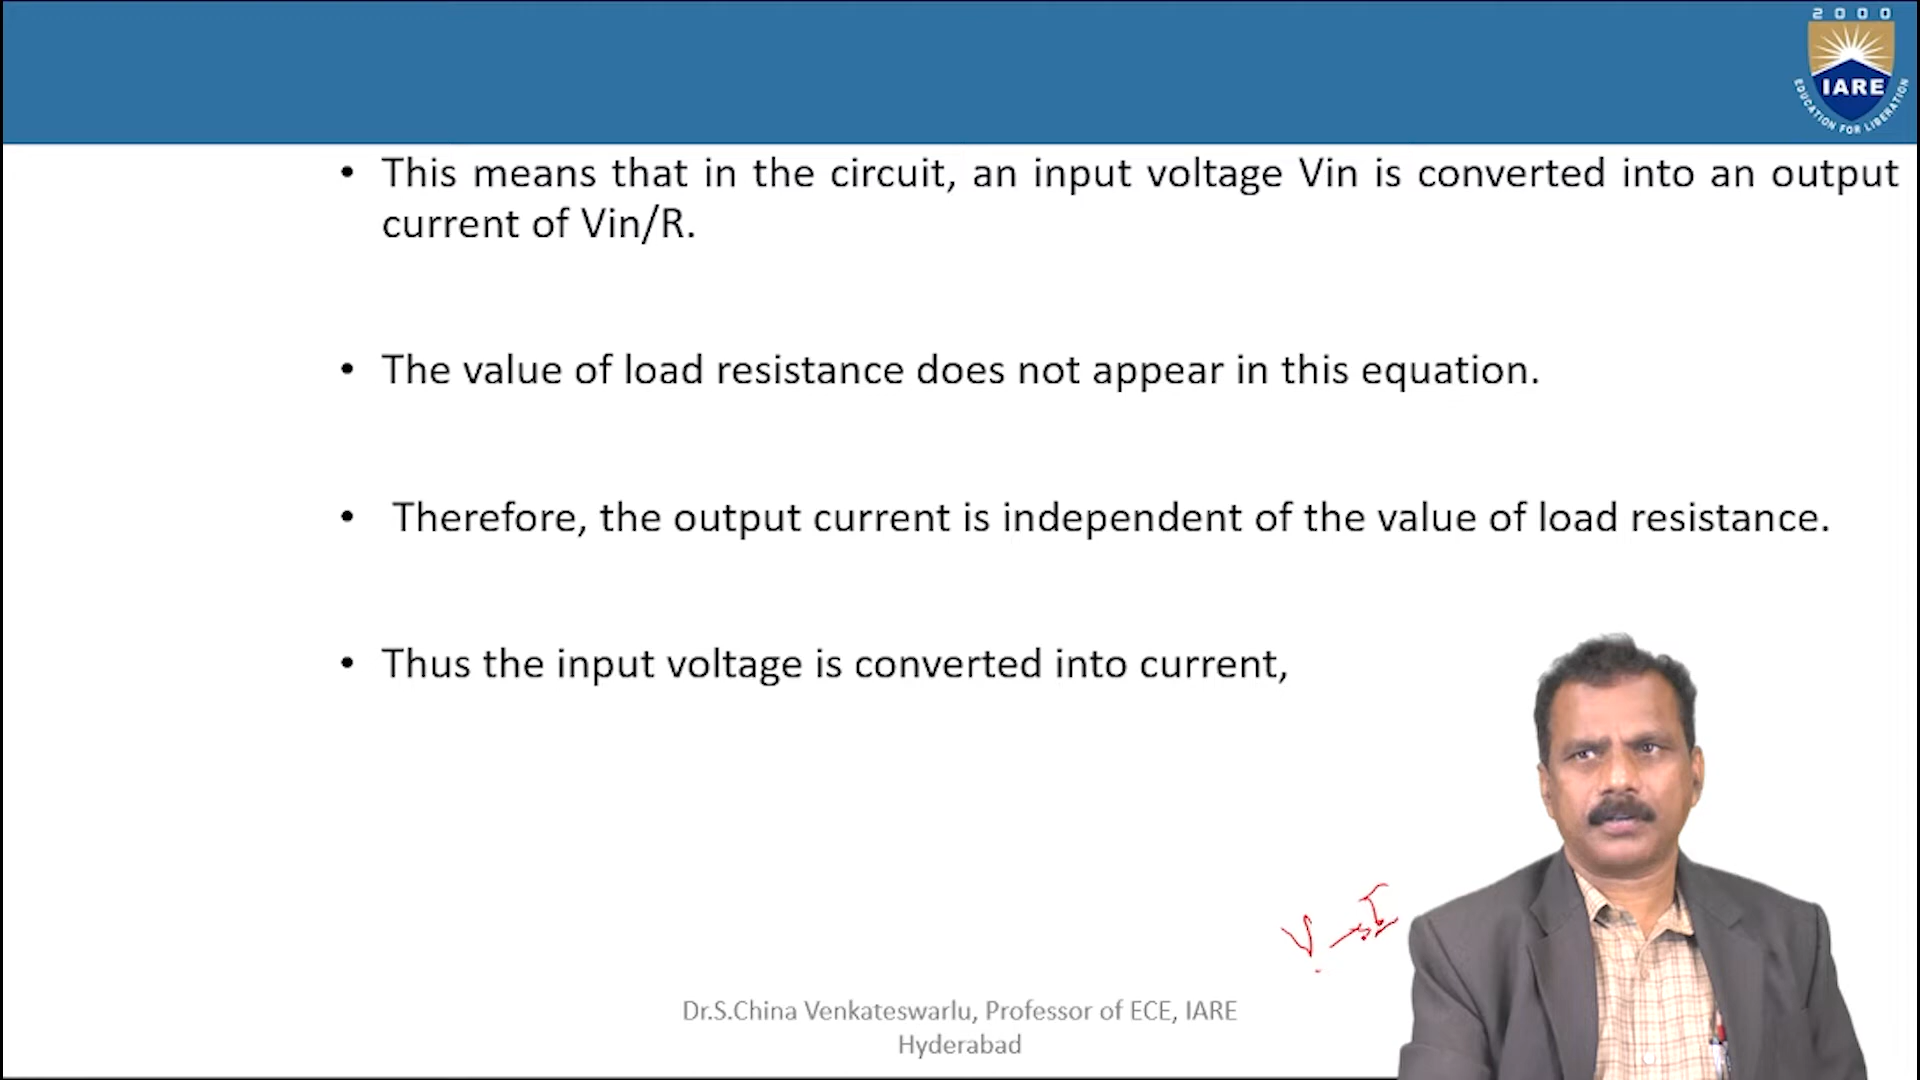 2000
IARE
EDUCATION FOR LIBERATION
• This means that in the circuit, an input voltage Vin is converted into an output
current of Vin/R.
• The value of load resistance does not appear in this equation.
• Therefore, the output current is independent of the value of load resistance.
• Thus the input voltage is converted into current,
V → I
Dr.S.China Venkateswarlu, Professor of ECE, IARE
Hyderabad